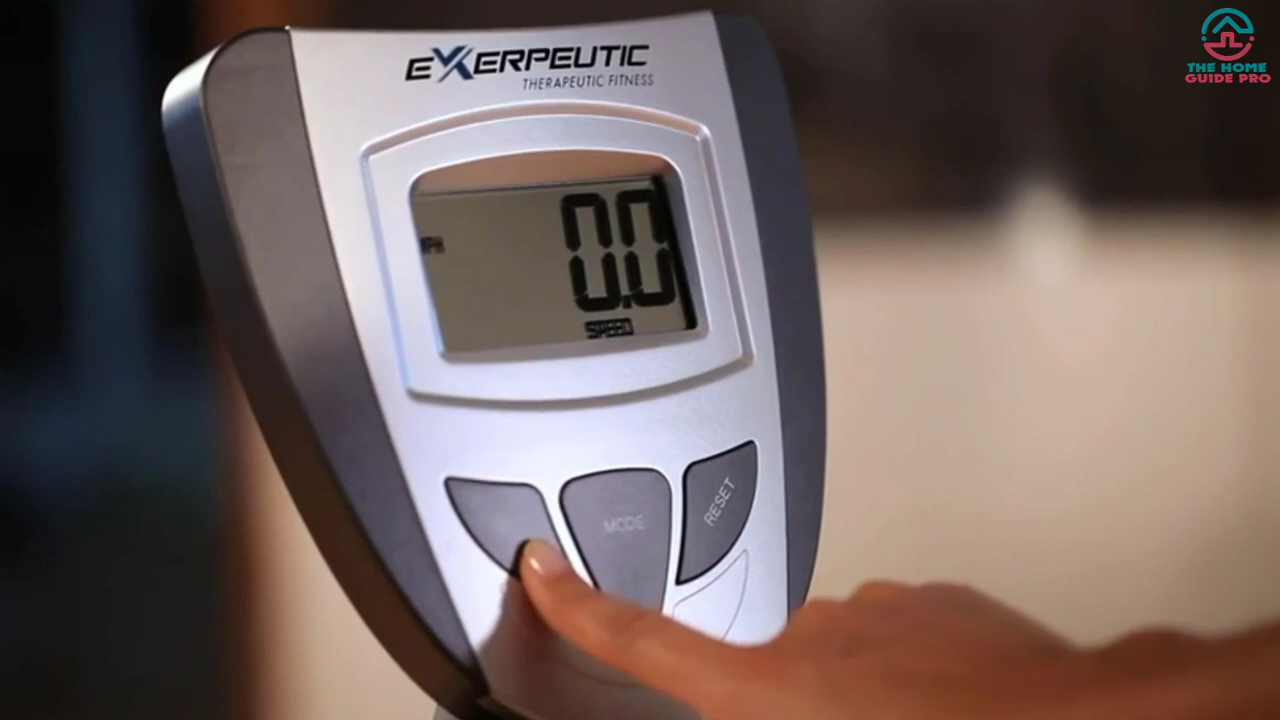 EXERPEUTIC
THERAPEUTIC FITNESS
THE HOME
GUIDE PRO
0.0
SPEED
MODE
RESET